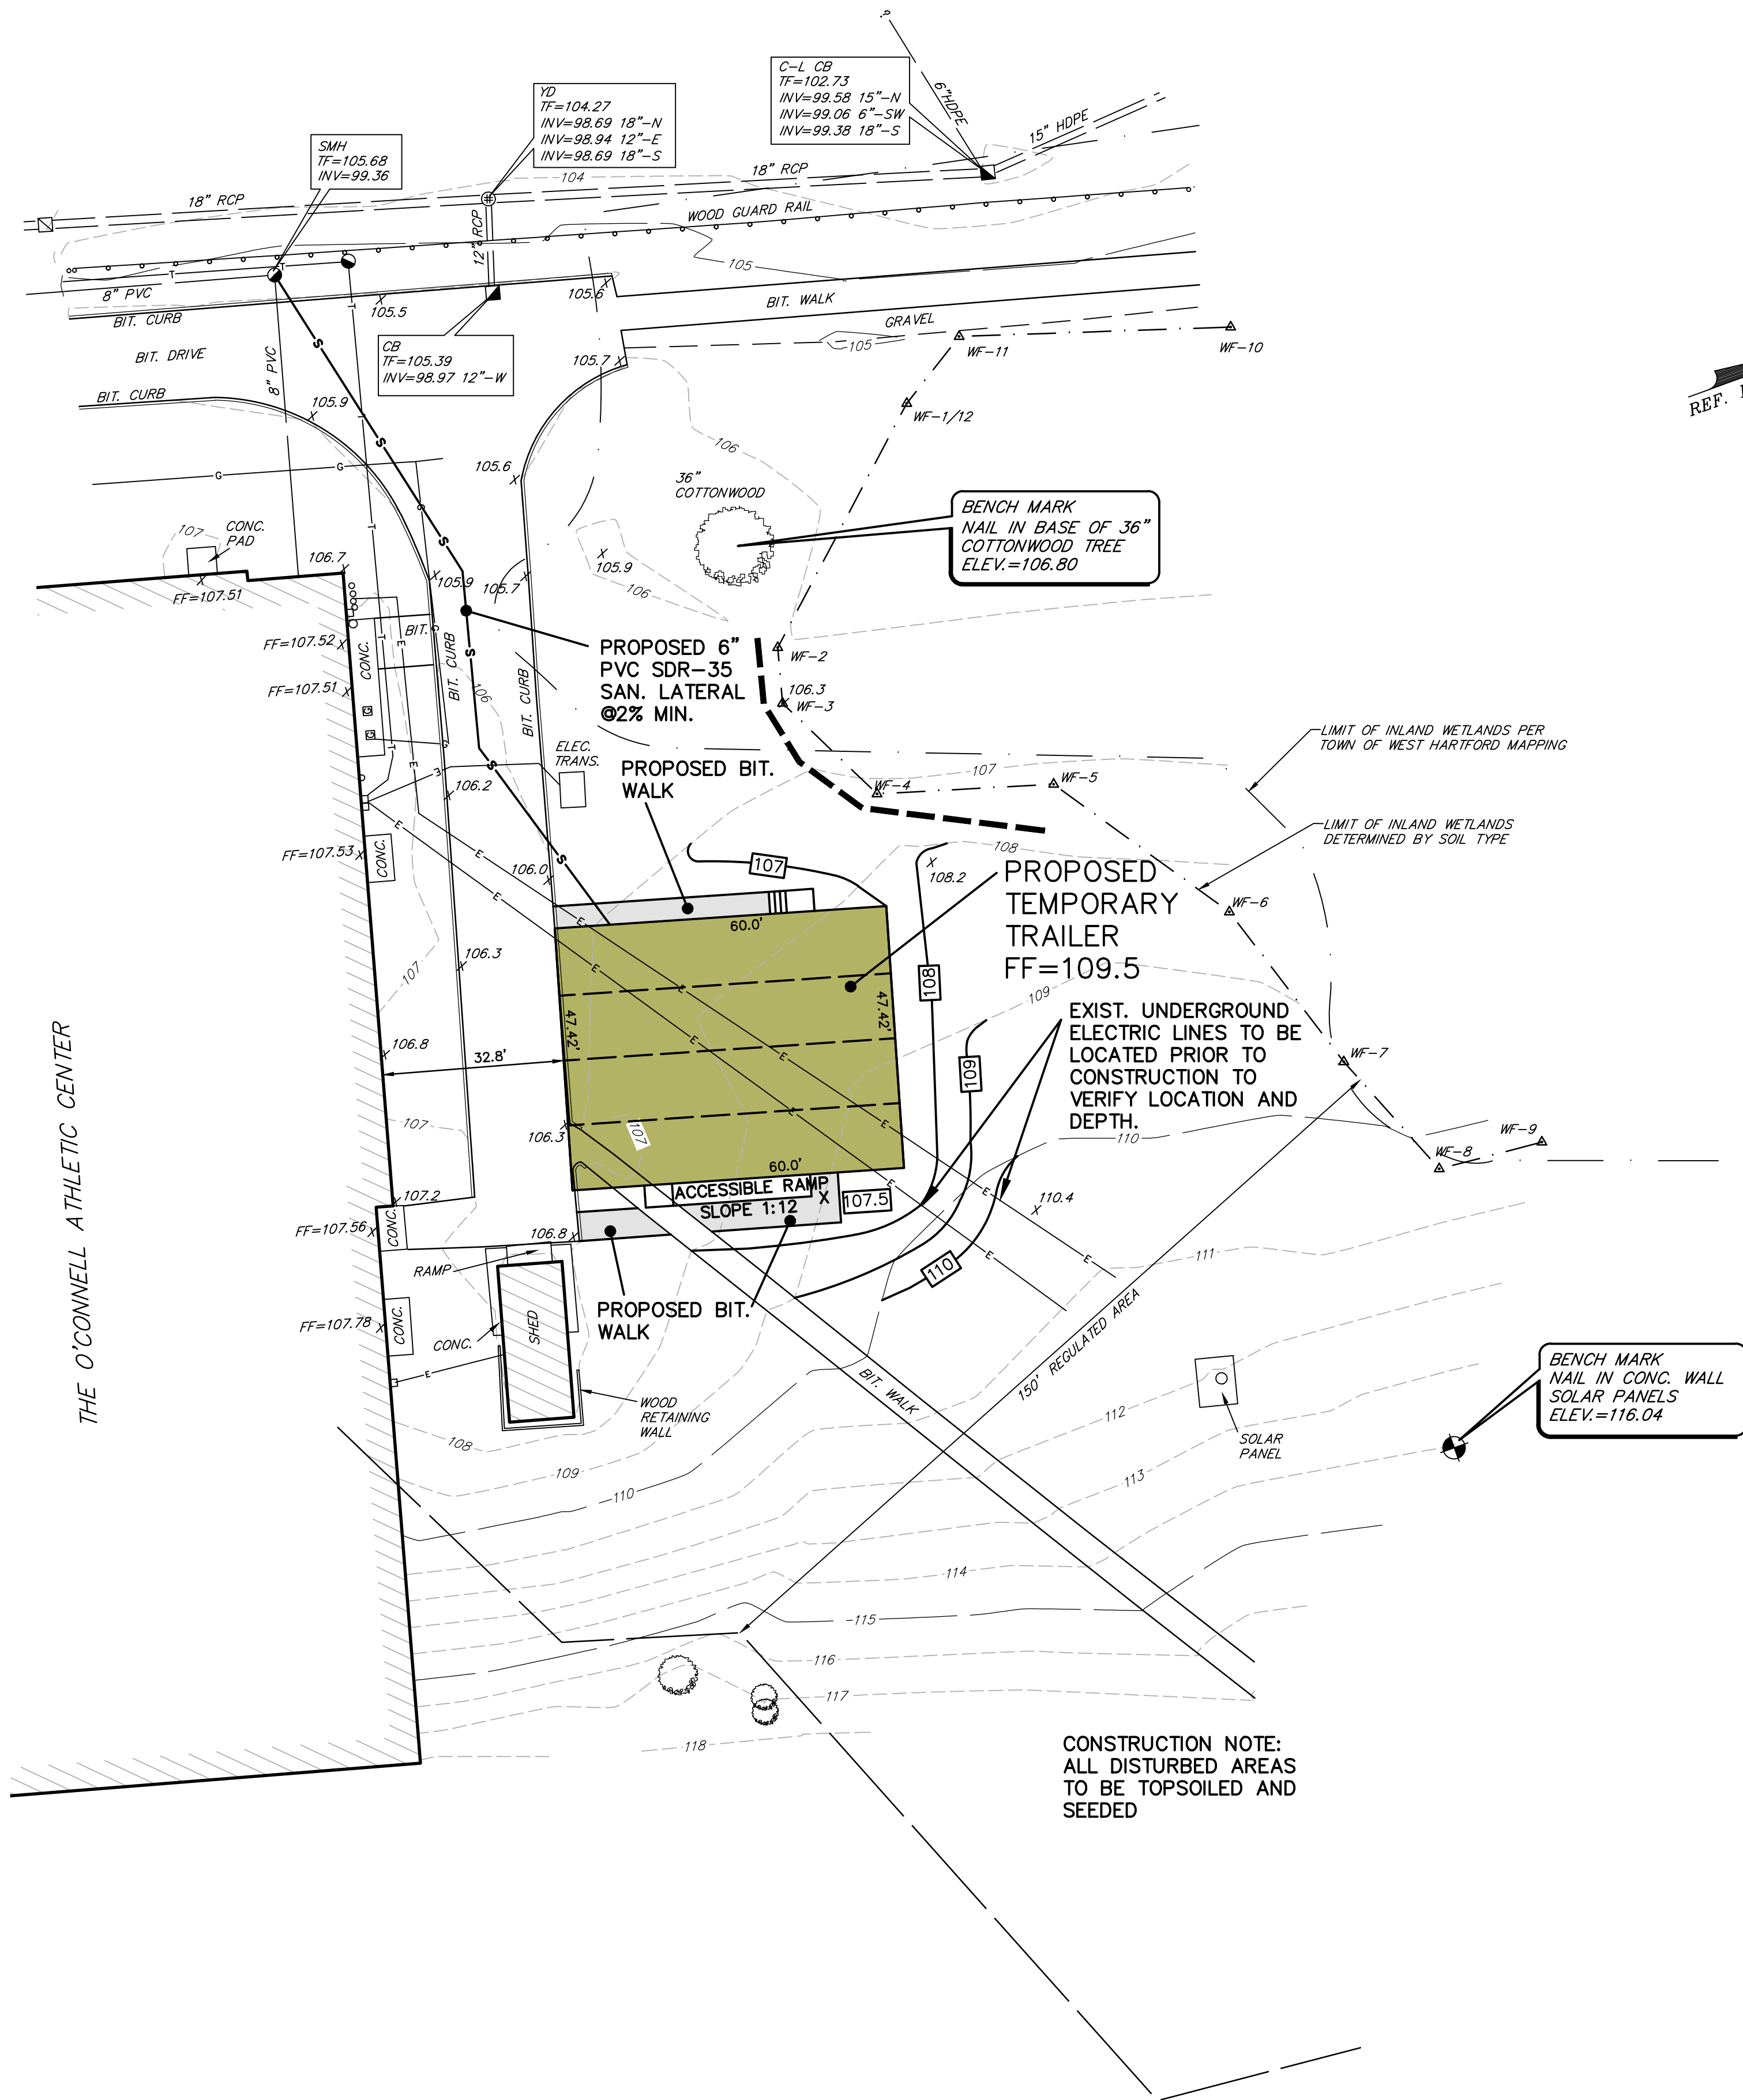 C-L CB
TF=102.73
INV=99.58 15"-N
INV=99.06 6"-SW
INV=99.38 18"-S
6"HDPE
15" HDPE
YD
TF=104.27
INV=98.69 18"-N
INV=98.94 12"-E
INV=98.69 18"-S
SMH
TF=105.68
INV=99.36
18" RCP
104
18" RCP
12" RCP
WOOD GUARD RAIL
T
T
105
8" PVC
105.5
105.6
BIT. WALK
BIT. CURB
GRAVEL
105
WF-11
WF-10
CB
TF=105.39
INV=98.97 12"-W
BIT. DRIVE
8" PVC
S
T
105.7
REF.
BIT. CURB
105.9
WF-1/12
S
106
G
G
105.6
36"
COTTONWOOD
BENCH MARK
NAIL IN BASE OF 36"
COTTONWOOD TREE
ELEV.=106.80
107
CONC.
PAD
T
S
106.7
105.9
105.7
105.9
106
FF=107.51
FF=107.52
CONC.
T
E
BIT.
G
BIT. CURB
S
106
BIT. CURB
PROPOSED 6"
PVC SDR-35
SAN. LATERAL
@2% MIN.
WF-2
106.3
WF-3
FF=107.51
G
G
T
E
G
S
ELEC.
TRANS.
PROPOSED BIT.
WALK
107
WF-4
WF-5
LIMIT OF INLAND WETLANDS PER
TOWN OF WEST HARTFORD MAPPING
E
106.2
LIMIT OF INLAND WETLANDS
DETERMINED BY SOIL TYPE
FF=107.53
CONC.
E
E
S
106.0
107
108
108.2
PROPOSED
TEMPORARY
TRAILER
FF=109.5
WF-6
E
E
60.0'
106.3
107
E
E
108
109
47.42'
47.42'
EXIST. UNDERGROUND
ELECTRIC LINES TO BE
LOCATED PRIOR TO
CONSTRUCTION TO
VERIFY LOCATION AND
DEPTH.
THE O'CONNELL ATHLETIC CENTER
106.8
32.8'
E
E
109
WF-7
107
106.3
107
E
E
110
WF-9
WF-8
60.0'
ACCESSIBLE RAMP
SLOPE 1:12
X
107.5
E
E
110.4
107.2
FF=107.56
CONC.
106.8
E
E
110
111
RAMP
SHED
FF=107.78
CONC.
CONC.
PROPOSED BIT.
WALK
150' REGULATED AREA
E
BENCH MARK
NAIL IN CONC. WALL
SOLAR PANELS
ELEV.=116.04
WOOD
RETAINING
WALL
BIT. WALK
112
SOLAR
PANEL
108
109
110
113
114
115
116
117
118
CONSTRUCTION NOTE:
ALL DISTURBED AREAS
TO BE TOPSOILED AND
SEEDED